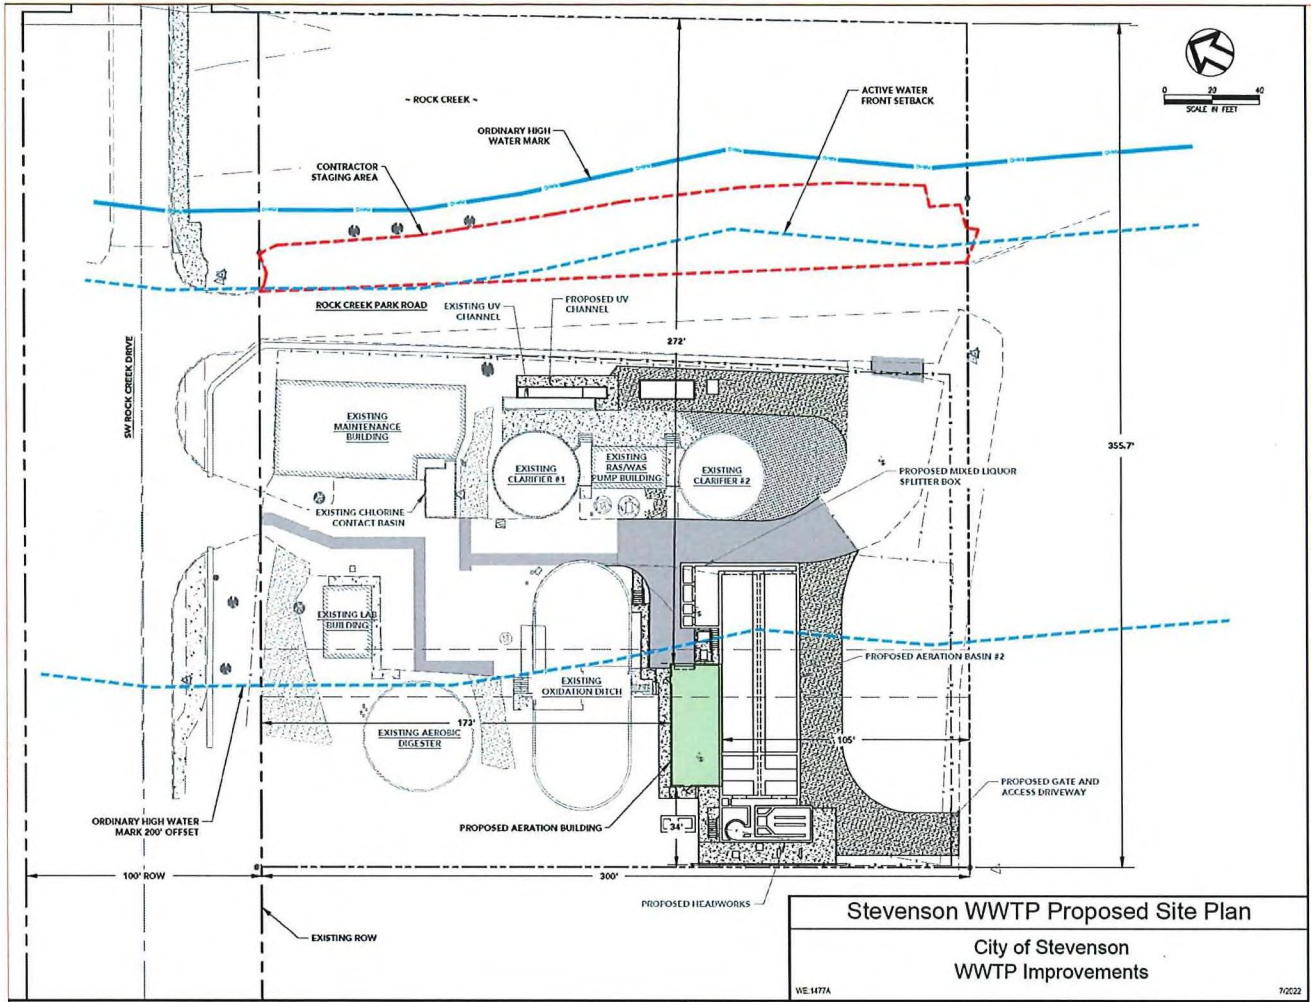 ~ ROCK CREEK ~
ACTIVE WATER
FRONT SETBACK
0 20 40
SCALE IN FEET
ORDINARY HIGH
WATER MARK
CONTRACTOR
STAGING AREA
ROCK CREEK PARK ROAD
EXISTING UV
CHANNEL
PROPOSED UV
CHANNEL
272'
SW ROCK CREEK DRIVE
EXISTING
MAINTENANCE
BUILDING
355.7'
EXISTING
CLARIFIER #1
EXISTING
RAS/WAS
PUMP BUILDING
EXISTING
CLARIFIER #2
PROPOSED MIXED LIQUOR
SPLITTER BOX
EXISTING CHLORINE
CONTACT BASIN
EXISTING LAB
BUILDING
PROPOSED AERATION BASIN #2
EXISTING
OXIDATION DITCH
173'
EXISTING AEROBIC
DIGESTER
105'
PROPOSED GATE AND
ACCESS DRIVEWAY
ORDINARY HIGH WATER
MARK 200' OFFSET
PROPOSED AERATION BUILDING
34'
100' ROW
300'
PROPOSED HEADWORKS
EXISTING ROW
Stevenson WWTP Proposed Site Plan
City of Stevenson
WWTP Improvements
WE:1477A
7/2022